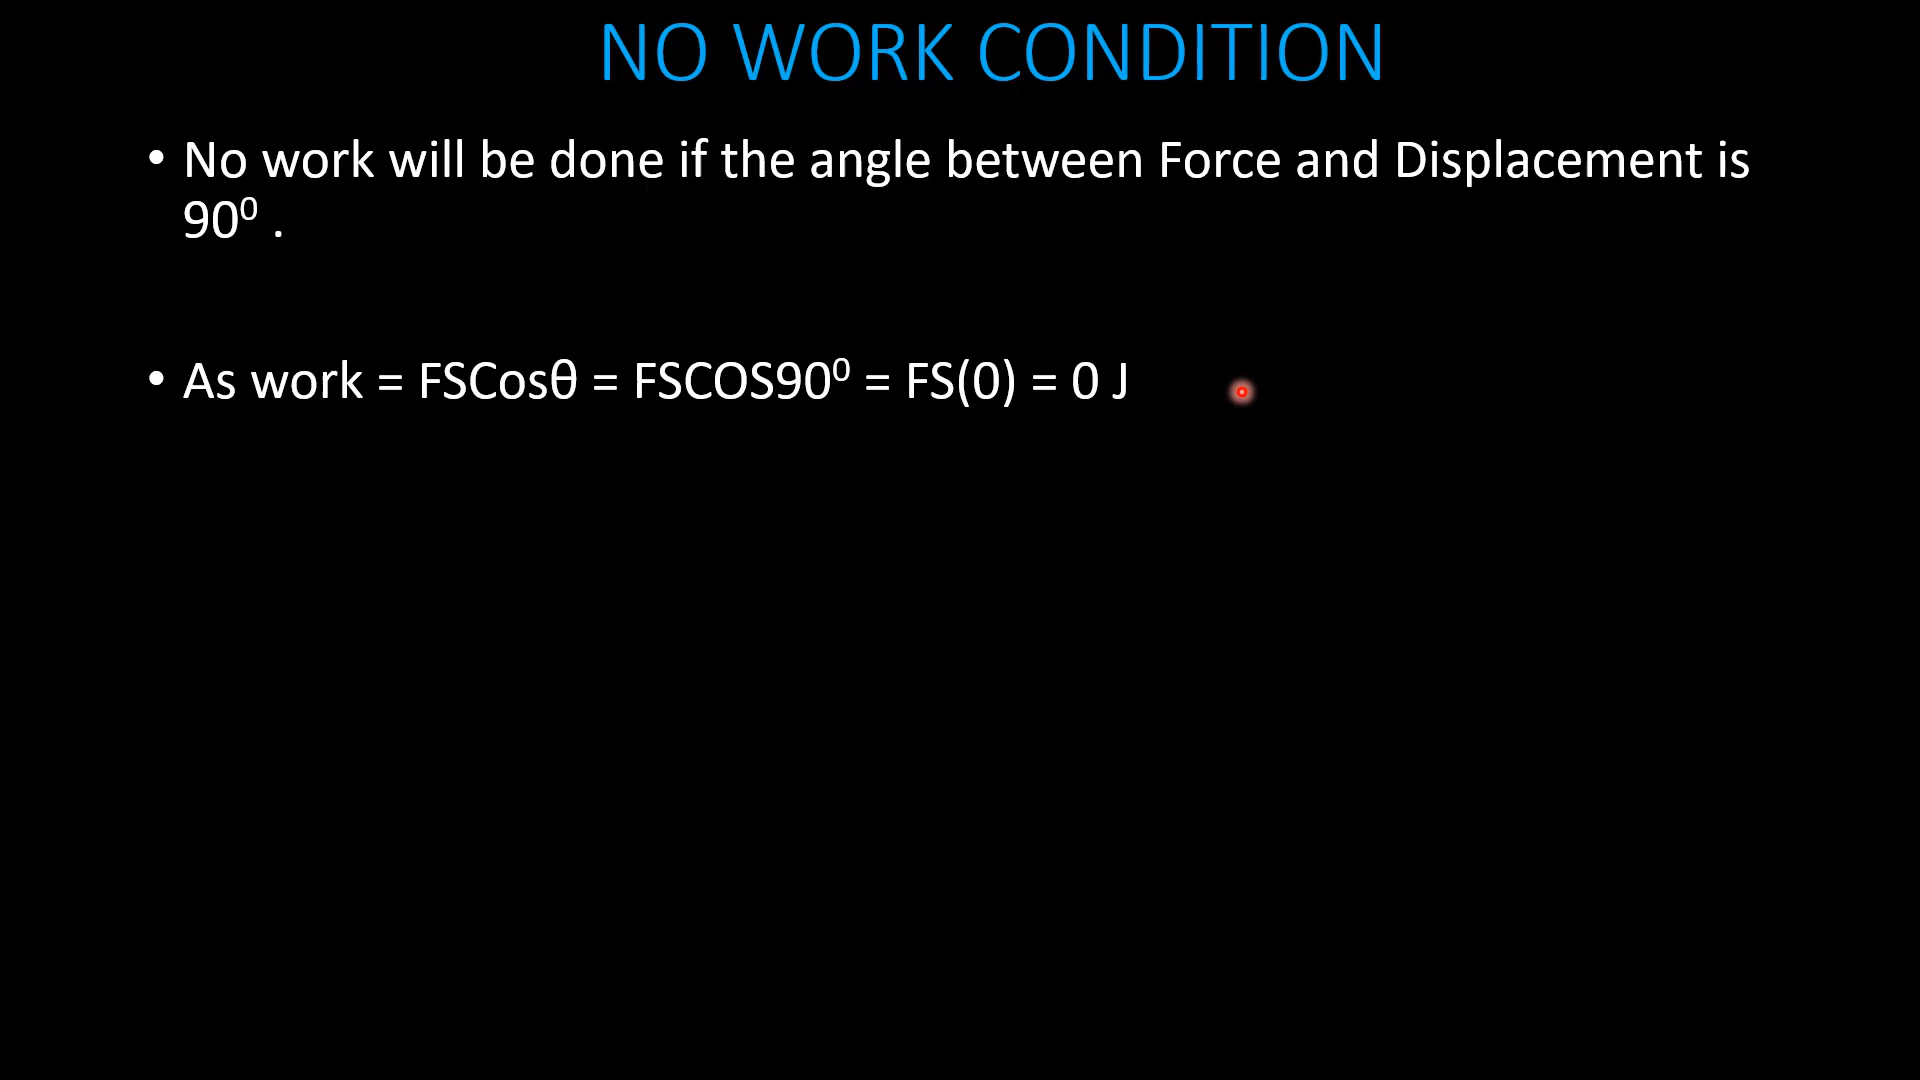 NO WORK CONDITION
• No work will be done if the angle between Force and Displacement is
90⁰ .
• As work = FSCosθ = FSCOS90⁰ = FS(0) = 0 J